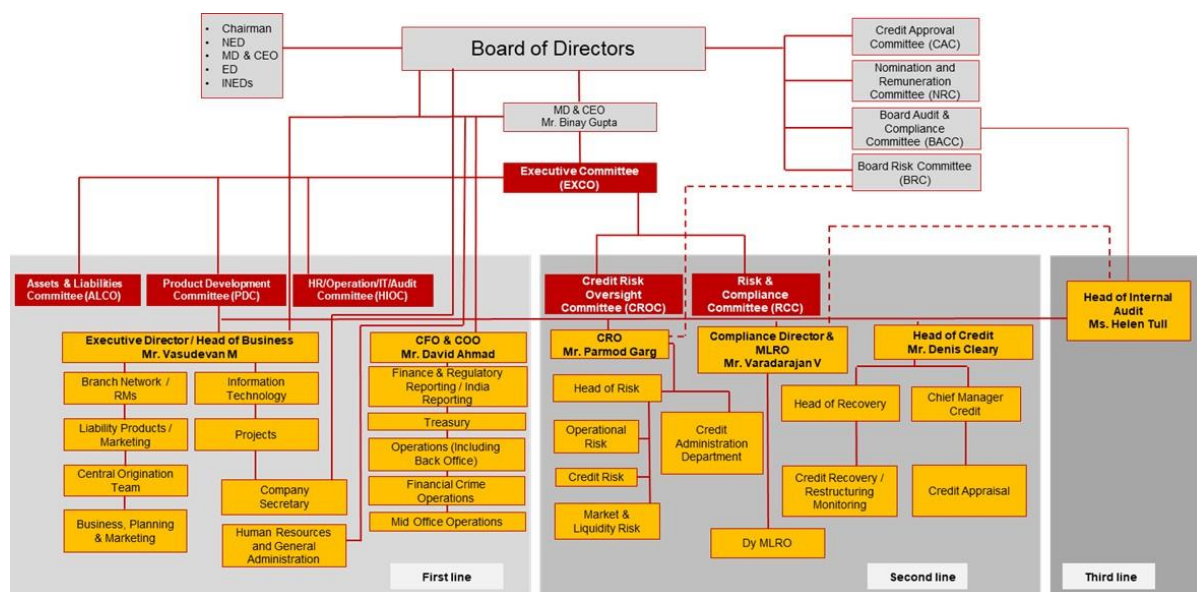 • Chairman
• NED
• MD & CEO
• ED
• INEDs
Board of Directors
Credit Approval
Committee (CAC)
Nomination and
Remuneration
Committee (NRC)
Board Audit &
Compliance
Committee (BACC)
Board Risk Committee
(BRC)
MD & CEO
Mr. Binay Gupta
Executive Committee
(EXCO)
Assets & Liabilities
Committee (ALCO)
Product Development
Committee (PDC)
HR/Operation/IT/Audit
Committee (HIOC)
Credit Risk
Oversight
Committee (CROC)
Risk &
Compliance
Committee (RCC)
Head of Internal
Audit
Ms. Helen Tull
Executive Director / Head of Business
Mr. Vasudevan M
CFO & COO
Mr. David Ahmad
CRO
Mr. Parmod Garg
Compliance Director &
MLRO
Mr. Varadarajan V
Head of Credit
Mr. Denis Cleary
Branch Network /
RMs
Liability Products /
Marketing
Central Origination
Team
Business, Planning
& Marketing
Information
Technology
Projects
Company
Secretary
Human Resources
and General
Administration
Finance & Regulatory
Reporting / India
Reporting
Treasury
Operations (Including
Back Office)
Financial Crime
Operations
Mid Office Operations
Head of Risk
Operational
Risk
Credit Risk
Market &
Liquidity Risk
Credit
Administration
Department
Dy MLRO
Head of Recovery
Credit Recovery /
Restructuring
Monitoring
Chief Manager
Credit
Credit Appraisal
First line
Second line
Third line